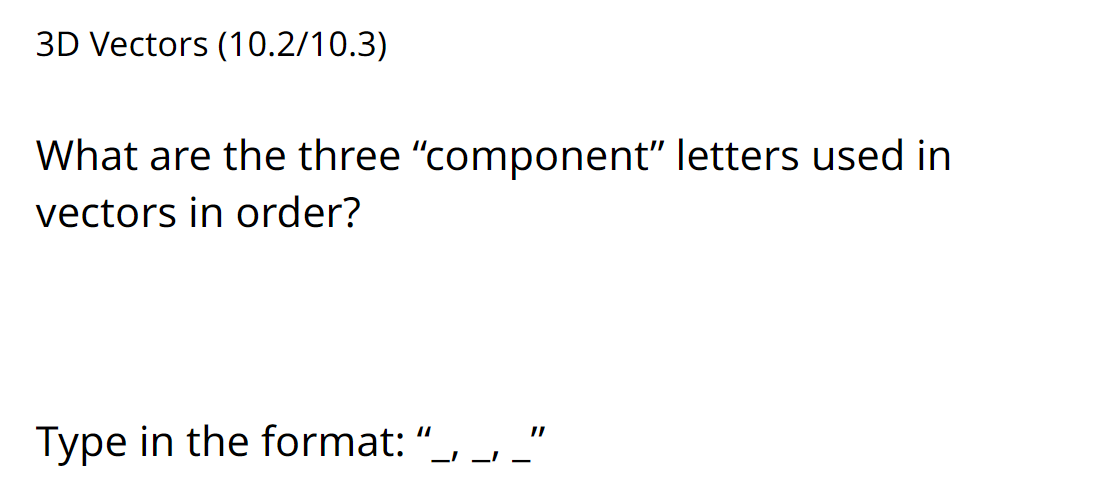 3D Vectors (10.2/10.3)
What are the three “component” letters used in
vectors in order?
Type in the format: “_, _, _”